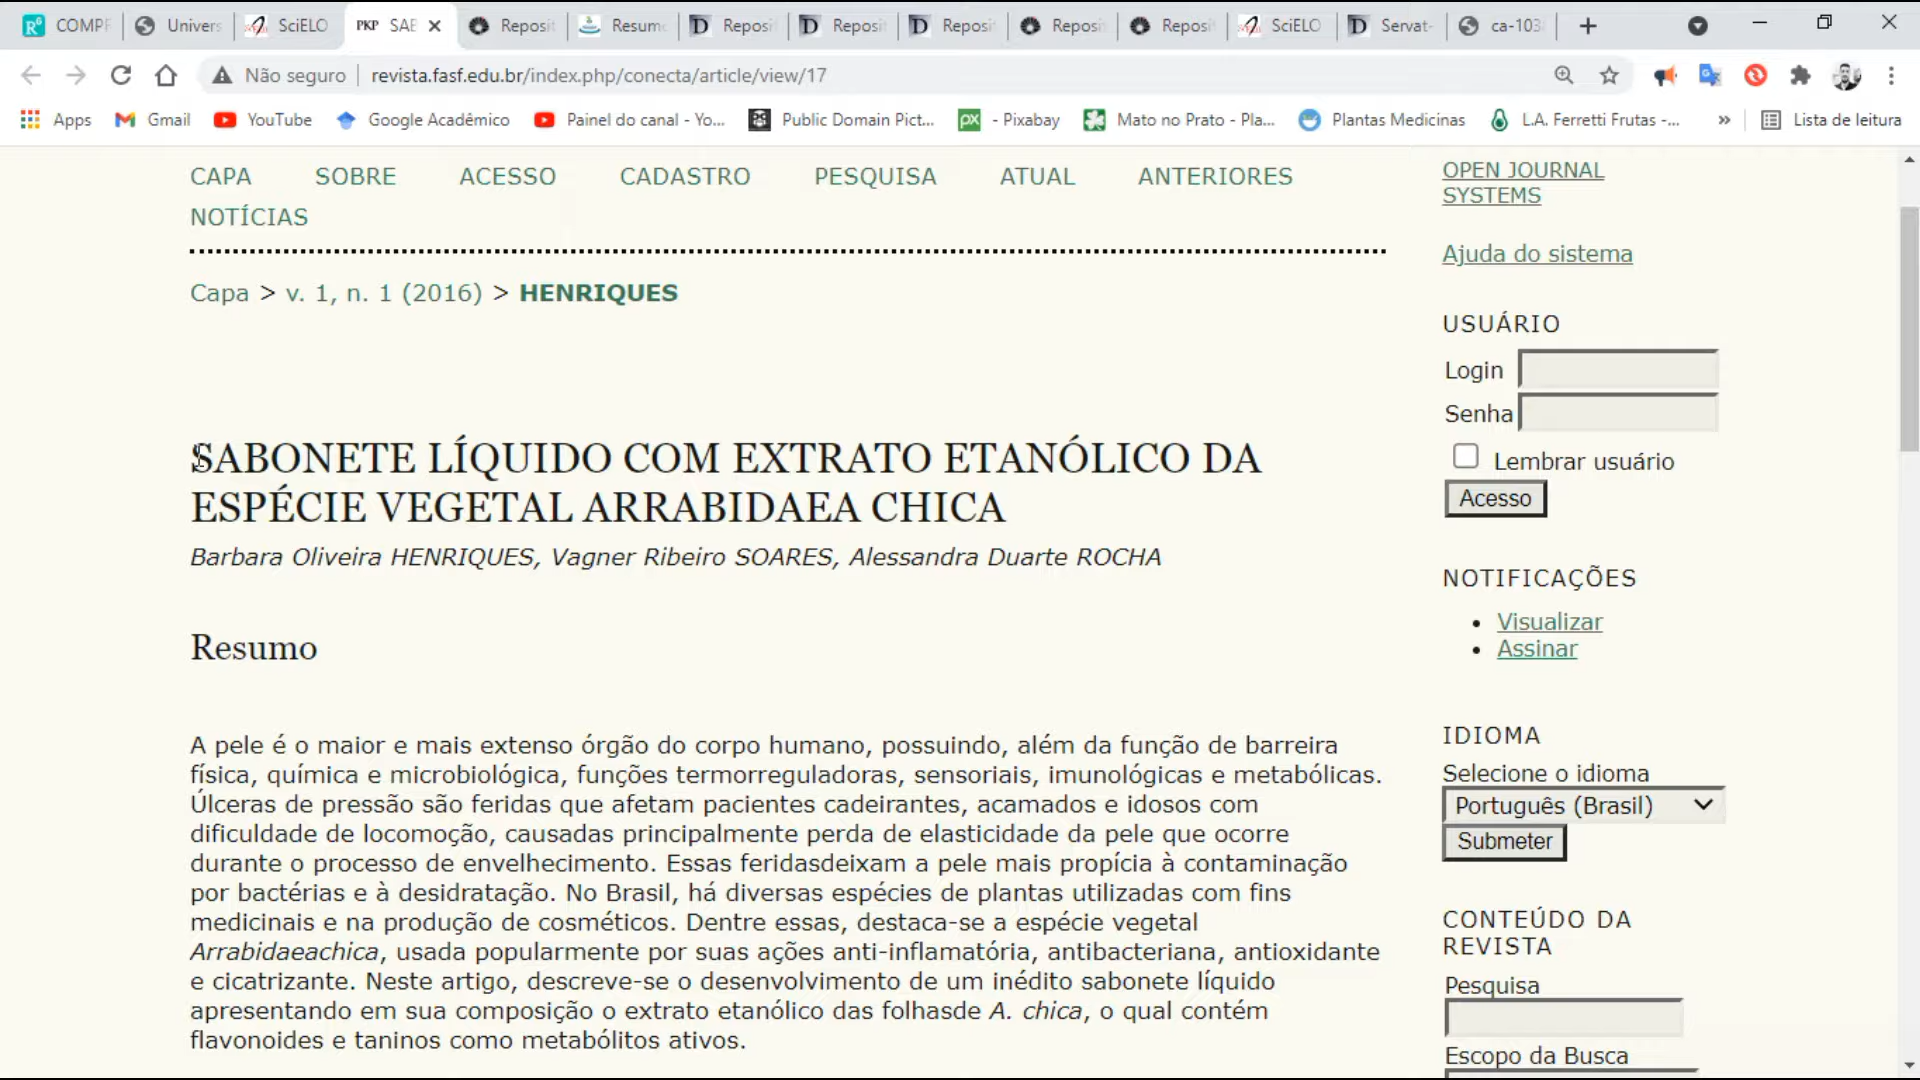 COMPF
Univers
SciELO
PKP SAE
Reposit
Resumo
Reposit
Reposit
Reposit
Reposit
Reposit
SciELO
Servat-
ca-103
Não seguro
revista.fasf.edu.br/index.php/conecta/article/view/17
Apps
Gmail
YouTube
Google Acadêmico
Painel do canal - Yo...
Public Domain Pict...
px - Pixabay
Mato no Prato - Pla...
Plantas Medicinas
L.A. Ferretti Frutas -...
»
Lista de leitura
CAPA SOBRE ACESSO CADASTRO PESQUISA ATUAL ANTERIORES
NOTÍCIAS
Capa > v. 1, n. 1 (2016) > HENRIQUES
SABONETE LÍQUIDO COM EXTRATO ETANÓLICO DA
ESPÉCIE VEGETAL ARRABIDAEA CHICA
Barbara Oliveira HENRIQUES, Vagner Ribeiro SOARES, Alessandra Duarte ROCHA
Resumo
A pele é o maior e mais extenso órgão do corpo humano, possuindo, além da função de barreira
física, química e microbiológica, funções termorreguladoras, sensoriais, imunológicas e metabólicas.
Úlceras de pressão são feridas que afetam pacientes cadeirantes, acamados e idosos com
dificuldade de locomoção, causadas principalmente perda de elasticidade da pele que ocorre
durante o processo de envelhecimento. Essas feridasdeixam a pele mais propícia à contaminação
por bactérias e à desidratação. No Brasil, há diversas espécies de plantas utilizadas com fins
medicinais e na produção de cosméticos. Dentre essas, destaca-se a espécie vegetal
Arrabidaeachica, usada popularmente por suas ações anti-inflamatória, antibacteriana, antioxidante
e cicatrizante. Neste artigo, descreve-se o desenvolvimento de um inédito sabonete líquido
apresentando em sua composição o extrato etanólico das folhasde A. chica, o qual contém
flavonoides e taninos como metabólitos ativos.
OPEN JOURNAL
SYSTEMS
Ajuda do sistema
USUÁRIO
Login
Senha
Lembrar usuário
Acesso
NOTIFICAÇÕES
Visualizar
Assinar
IDIOMA
Selecione o idioma
Português (Brasil)
Submeter
CONTEÚDO DA
REVISTA
Pesquisa
Escopo da Busca